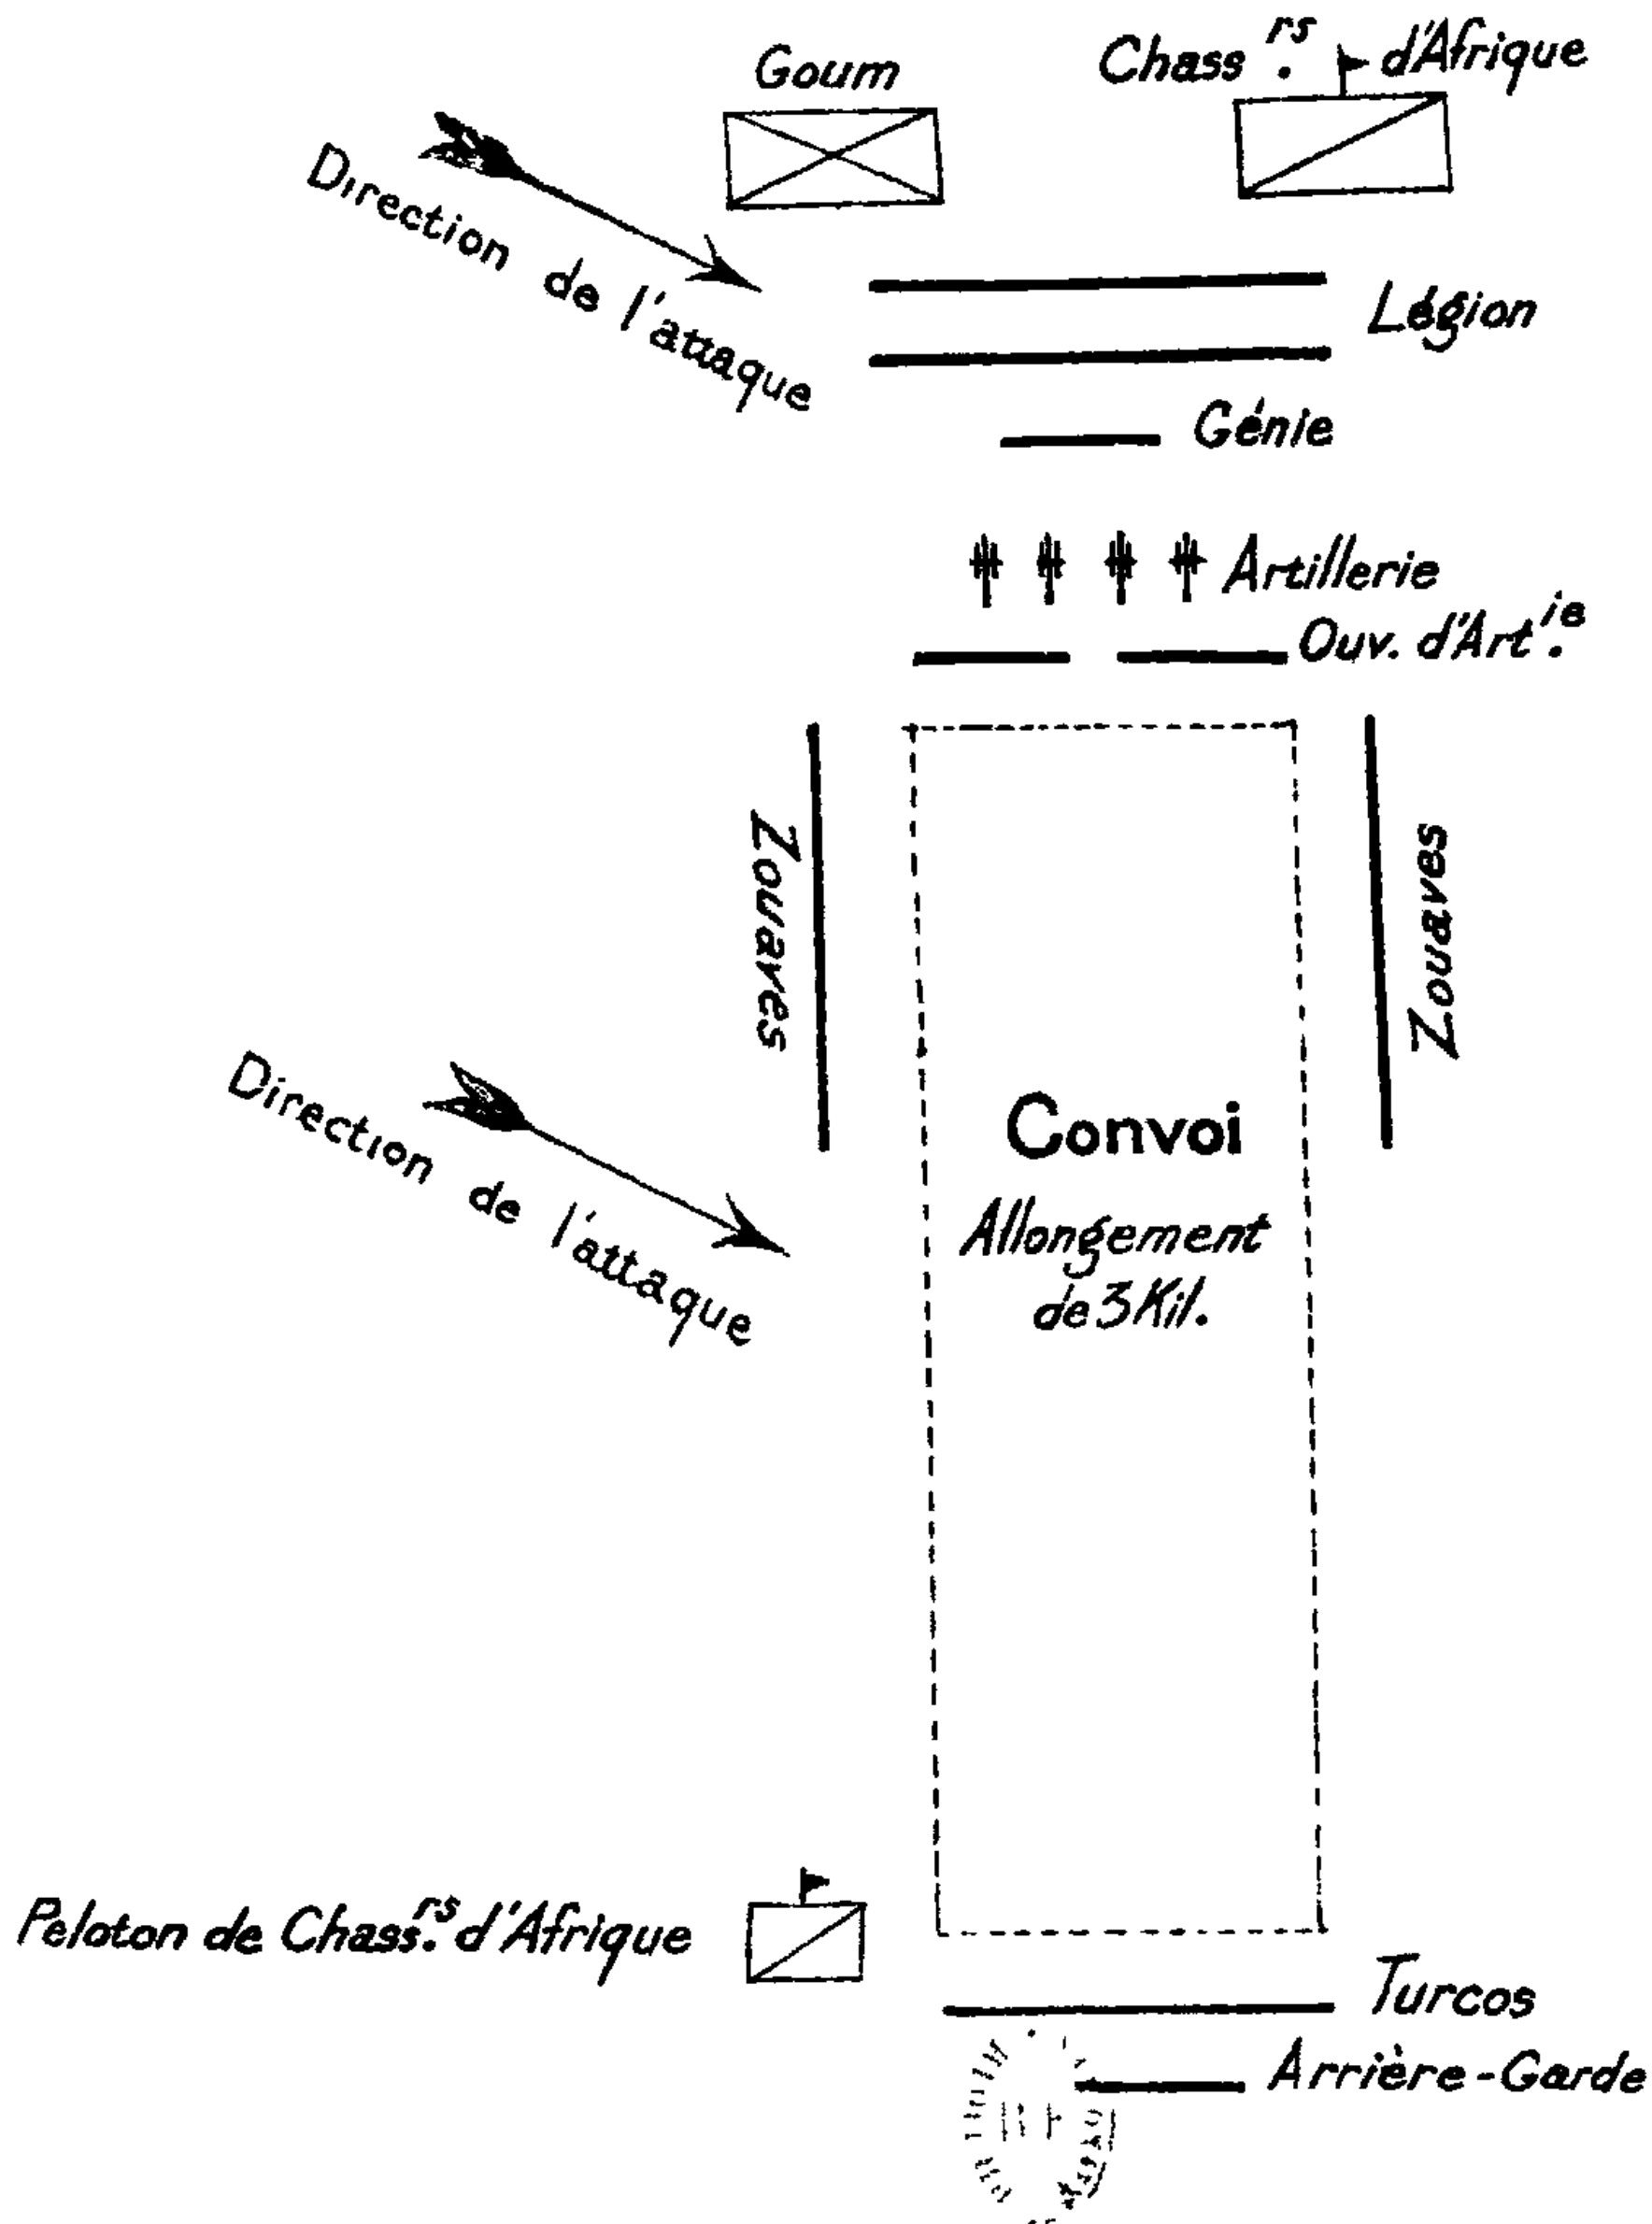 Goum
Chass.rs d'Afrique
Direction de l'attaque
Légion
Génie
Artillerie
Ouv. d'Art.ie
Zouaves
Zouaves
Convoi
Allongement
de 3 Kil.
Direction de l'attaque
Peloton de Chass.rs d'Afrique
Turcos
Arrière-Garde